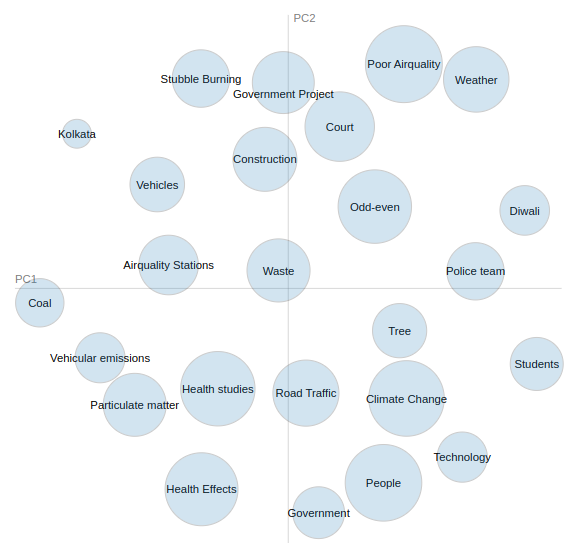 PC2
Poor Airquality
Stubble Burning
Weather
Government Project
Court
Kolkata
Construction
Vehicles
Odd-even
Diwali
Airquality Stations
Waste
Police team
PC1
Coal
Tree
Vehicular emissions
Students
Health studies
Road Traffic
Climate Change
Particulate matter
Technology
People
Health Effects
Government